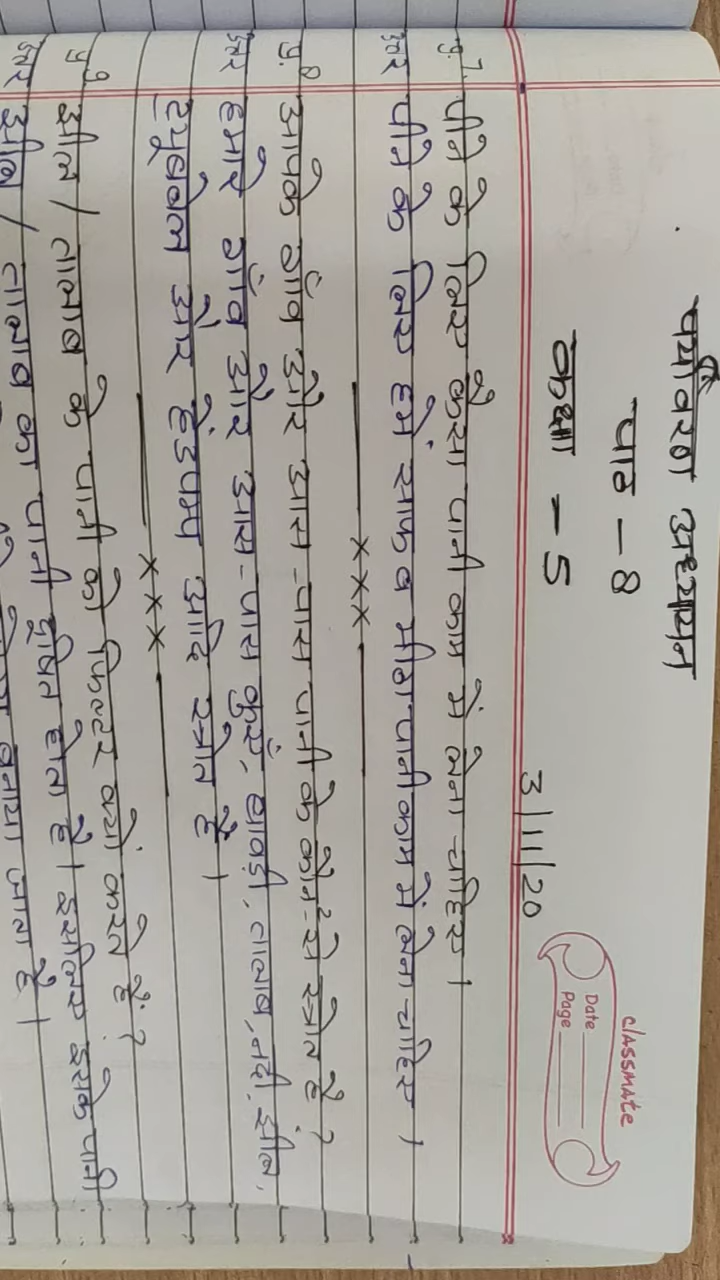 classmate
Date
Page
पर्यावरण अध्ययन
पाठ - 8
कक्षा - 5
3/11/20
प्र.7 पीने के लिए कैसा पानी काम में लेना चाहिए।
उत्तर पीने के लिए हमें साफ व मीठा पानी काम में लेना चाहिए।
×××
प्र.8 आपके गाँव और आस-पास पानी के कौन-से स्त्रोत हैं?
उत्तर हमारे गाँव और आस-पास कुएँ, बावड़ी, तालाब, नदी, झील,
ट्यूबवेल और हैंडपम्प आदि स्त्रोत है।
×××
प्र.9 झील / तालाब के पानी को फिल्टर क्यों करते हैं?
उत्तर झील / तालाब का पानी दूषित होता है। इसलिए इसके पानी
बनाया जाता है।